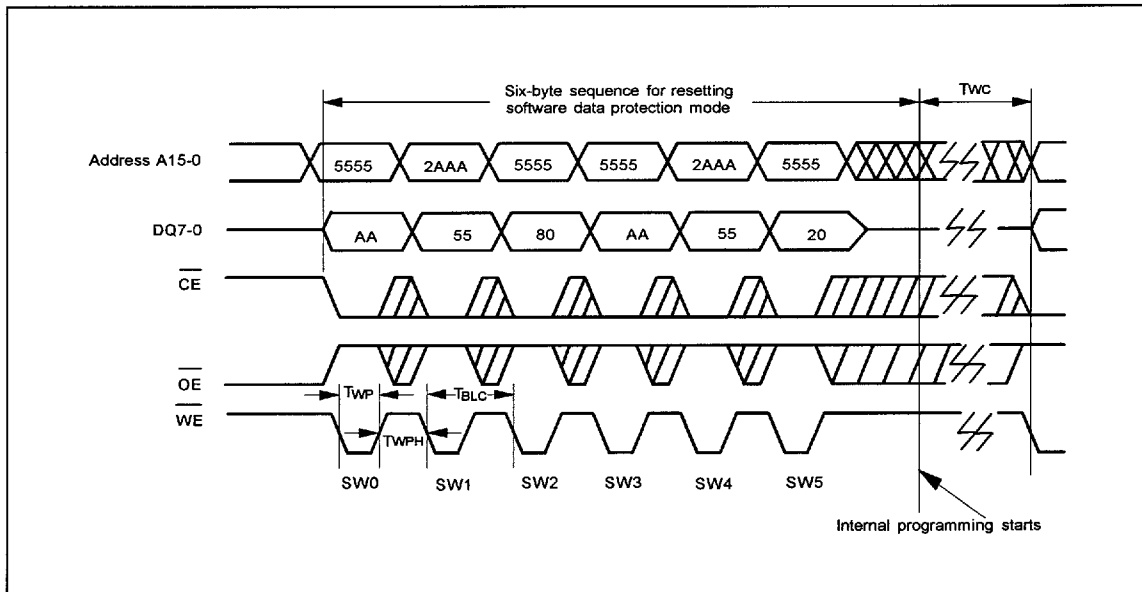 Six-byte sequence for resetting
software data protection mode
TWC
Address A15-0
5555 2AAA 5555 5555 2AAA 5555
DQ7-0
AA 55 80 AA 55 20
CE
OE
TWP
TBLC
WE
TWPH
SW0 SW1 SW2 SW3 SW4 SW5
Internal programming starts